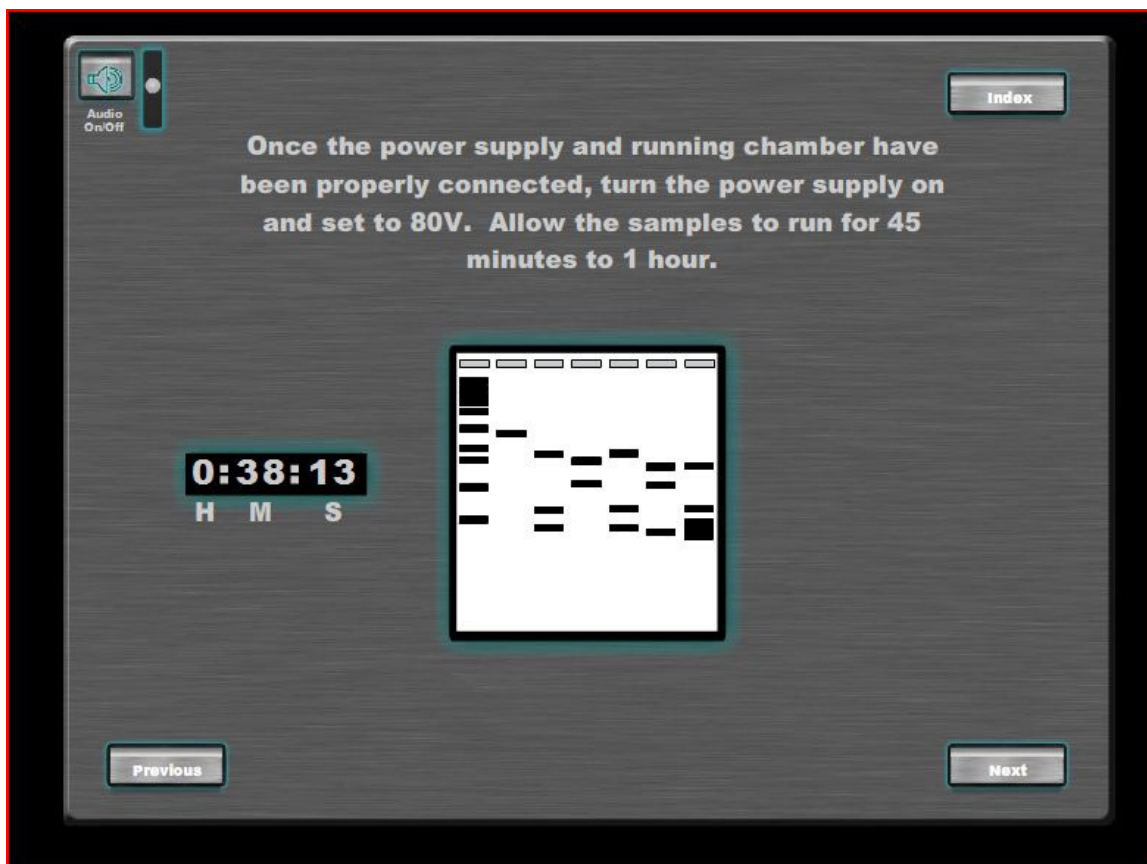 Audio
On/Off
Index
Once the power supply and running chamber have
been properly connected, turn the power supply on
and set to 80V. Allow the samples to run for 45
minutes to 1 hour.
0:38:13
H M S
Previous
Next